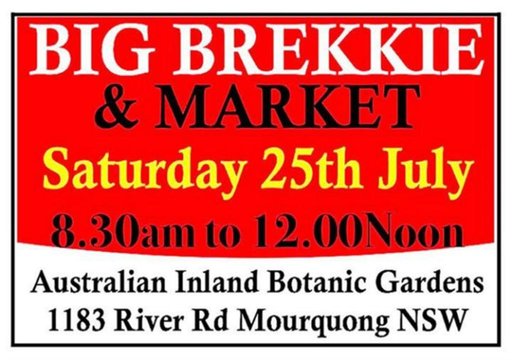 BIG BREKKIE
& MARKET
Saturday 25th July
8.30am to 12.00Noon
Australian Inland Botanic Gardens
1183 River Rd Mourquong NSW